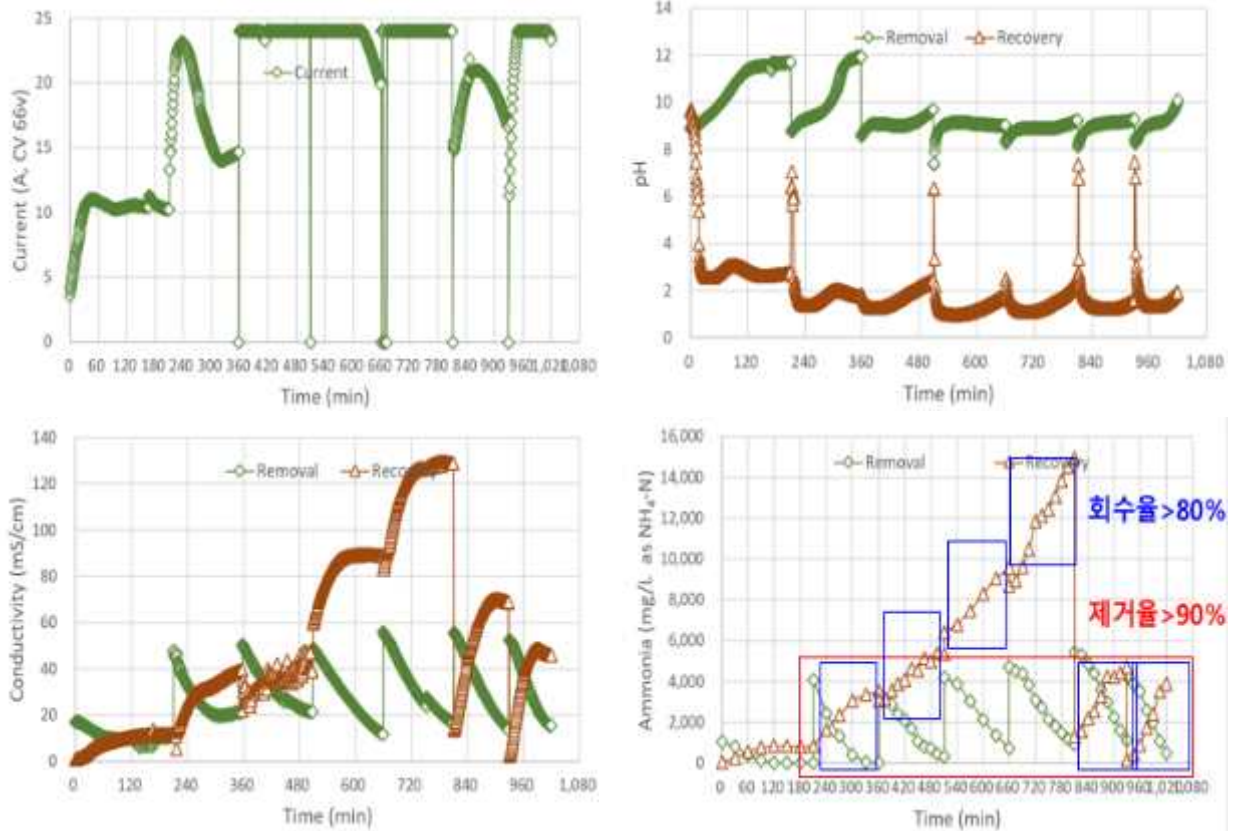 25
20
15
10
5
0
Current (A, CV 66v)
Current
0 60 120 180 240 300 360 420 480 540 600 660 720 780 840 900 960 1,020 1,080
Time (min)
14
12
10
8
6
4
2
0
pH
Removal Recovery
0 120 240 360 480 600 720 840 960 1,080
Time (min)
140
120
100
80
60
40
20
0
Conductivity (mS/cm)
Removal Recovery
0 120 240 360 480 600 720 840 960 1,080
Time (min)
16,000
14,000
12,000
10,000
8,000
6,000
4,000
2,000
0
Ammonia (mg/l as NH₄-N)
Removal Recovery
회수율>80%
제거율>90%
0 60 120 180 240 300 360 420 480 540 600 660 720 780 840 900 960 1,020 1,080
Time (min)